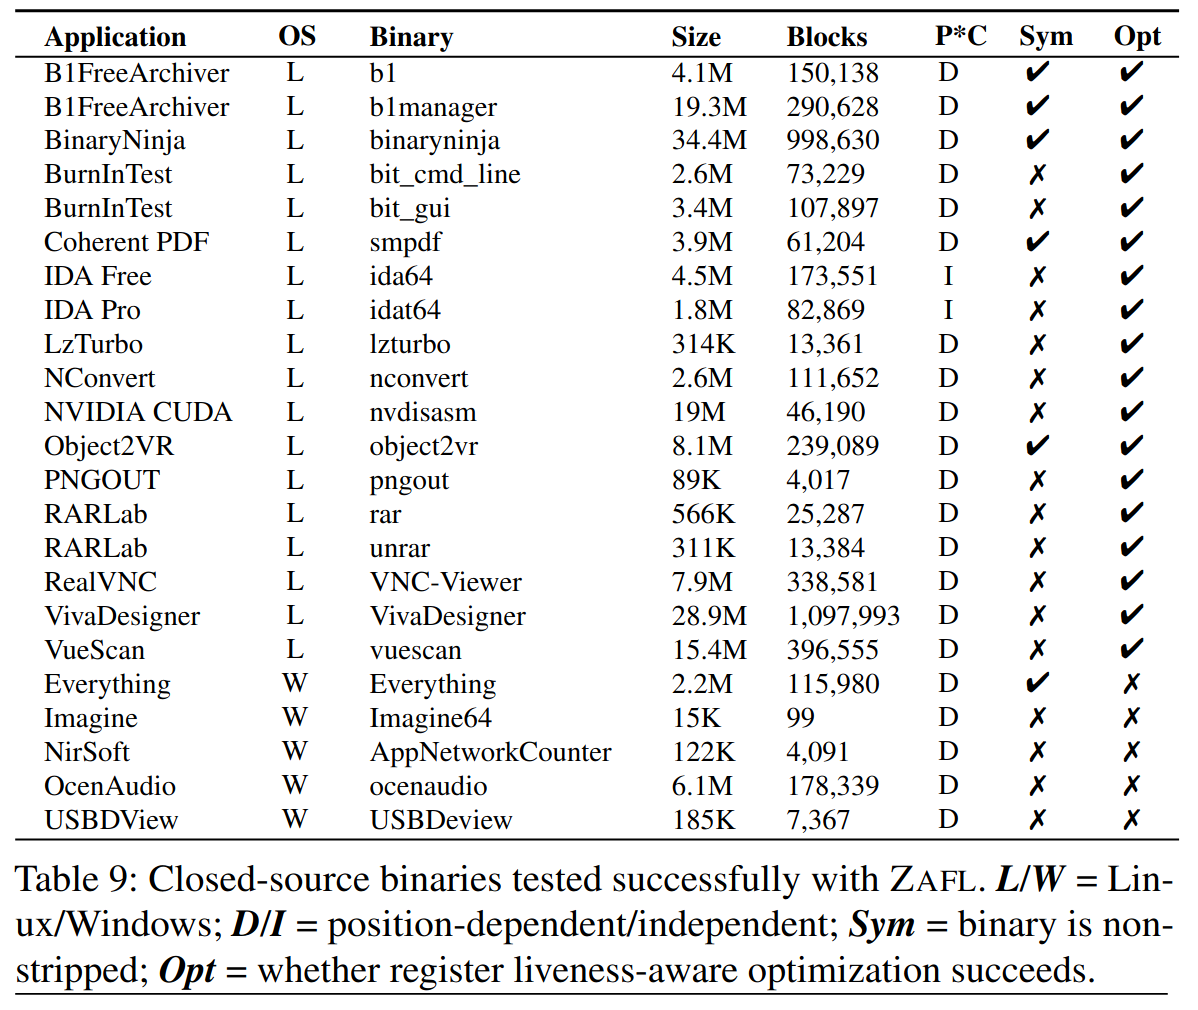 Application OS Binary Size Blocks P*C Sym Opt
B1FreeArchiver L b1 4.1M 150,138 D ✔ ✔
B1FreeArchiver L b1manager 19.3M 290,628 D ✔ ✔
BinaryNinja L binaryninja 34.4M 998,630 D ✔ ✔
BurnInTest L bit_cmd_line 2.6M 73,229 D ✗ ✔
BurnInTest L bit_gui 3.4M 107,897 D ✗ ✔
Coherent PDF L smpdf 3.9M 61,204 D ✔ ✔
IDA Free L ida64 4.5M 173,551 I ✗ ✔
IDA Pro L idat64 1.8M 82,869 I ✗ ✔
LzTurbo L lzturbo 314K 13,361 D ✗ ✔
NConvert L nconvert 2.6M 111,652 D ✗ ✔
NVIDIA CUDA L nvdisasm 19M 46,190 D ✗ ✔
Object2VR L object2vr 8.1M 239,089 D ✔ ✔
PNGOUT L pngout 89K 4,017 D ✗ ✔
RARLab L rar 566K 25,287 D ✗ ✔
RARLab L unrar 311K 13,384 D ✗ ✔
RealVNC L VNC-Viewer 7.9M 338,581 D ✗ ✔
VivaDesigner L VivaDesigner 28.9M 1,097,993 D ✗ ✔
VueScan L vuescan 15.4M 396,555 D ✗ ✔
Everything W Everything 2.2M 115,980 D ✔ ✗
Imagine W Imagine64 15K 99 D ✗ ✗
NirSoft W AppNetworkCounter 122K 4,091 D ✗ ✗
OcenAudio W ocenaudio 6.1M 178,339 D ✗ ✗
USBDView W USBDeview 185K 7,367 D ✗ ✗
Table 9: Closed-source binaries tested successfully with ZAFL. L/W = Lin-
ux/Windows; D/I = position-dependent/independent; Sym = binary is non-
stripped; Opt = whether register liveness-aware optimization succeeds.